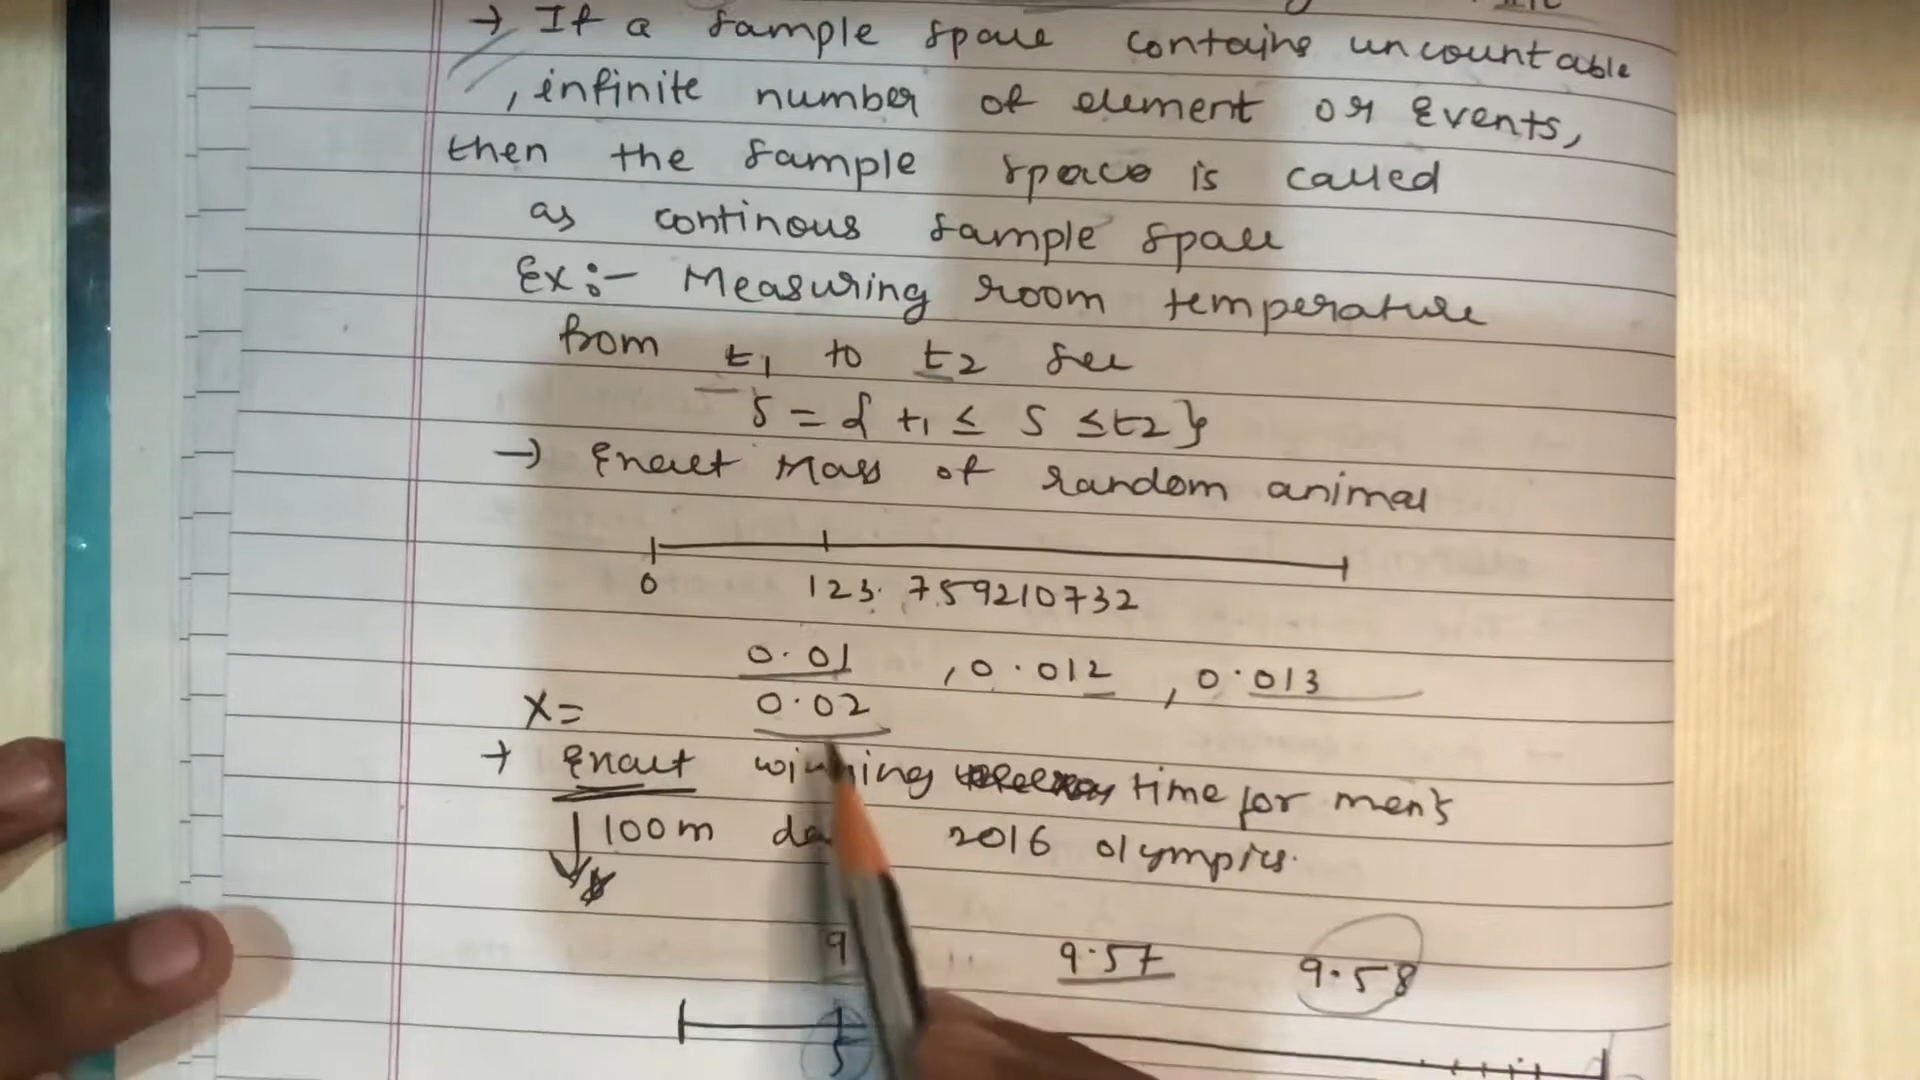 → If a sample space contains uncountable
, infinite number of element or Events,
then the sample space is called
as continous sample space
Ex:- Measuring room temperature
from t1 to t2 sec
S = { t1 ≤ S ≤ t2}
→ Exact Mass of random animal
0 123.759210732
0.01 , 0.012 , 0.013
X= 0.02
→ Exact winning time for men's
100m 2016 olympics.
9 9.57 9.58
5